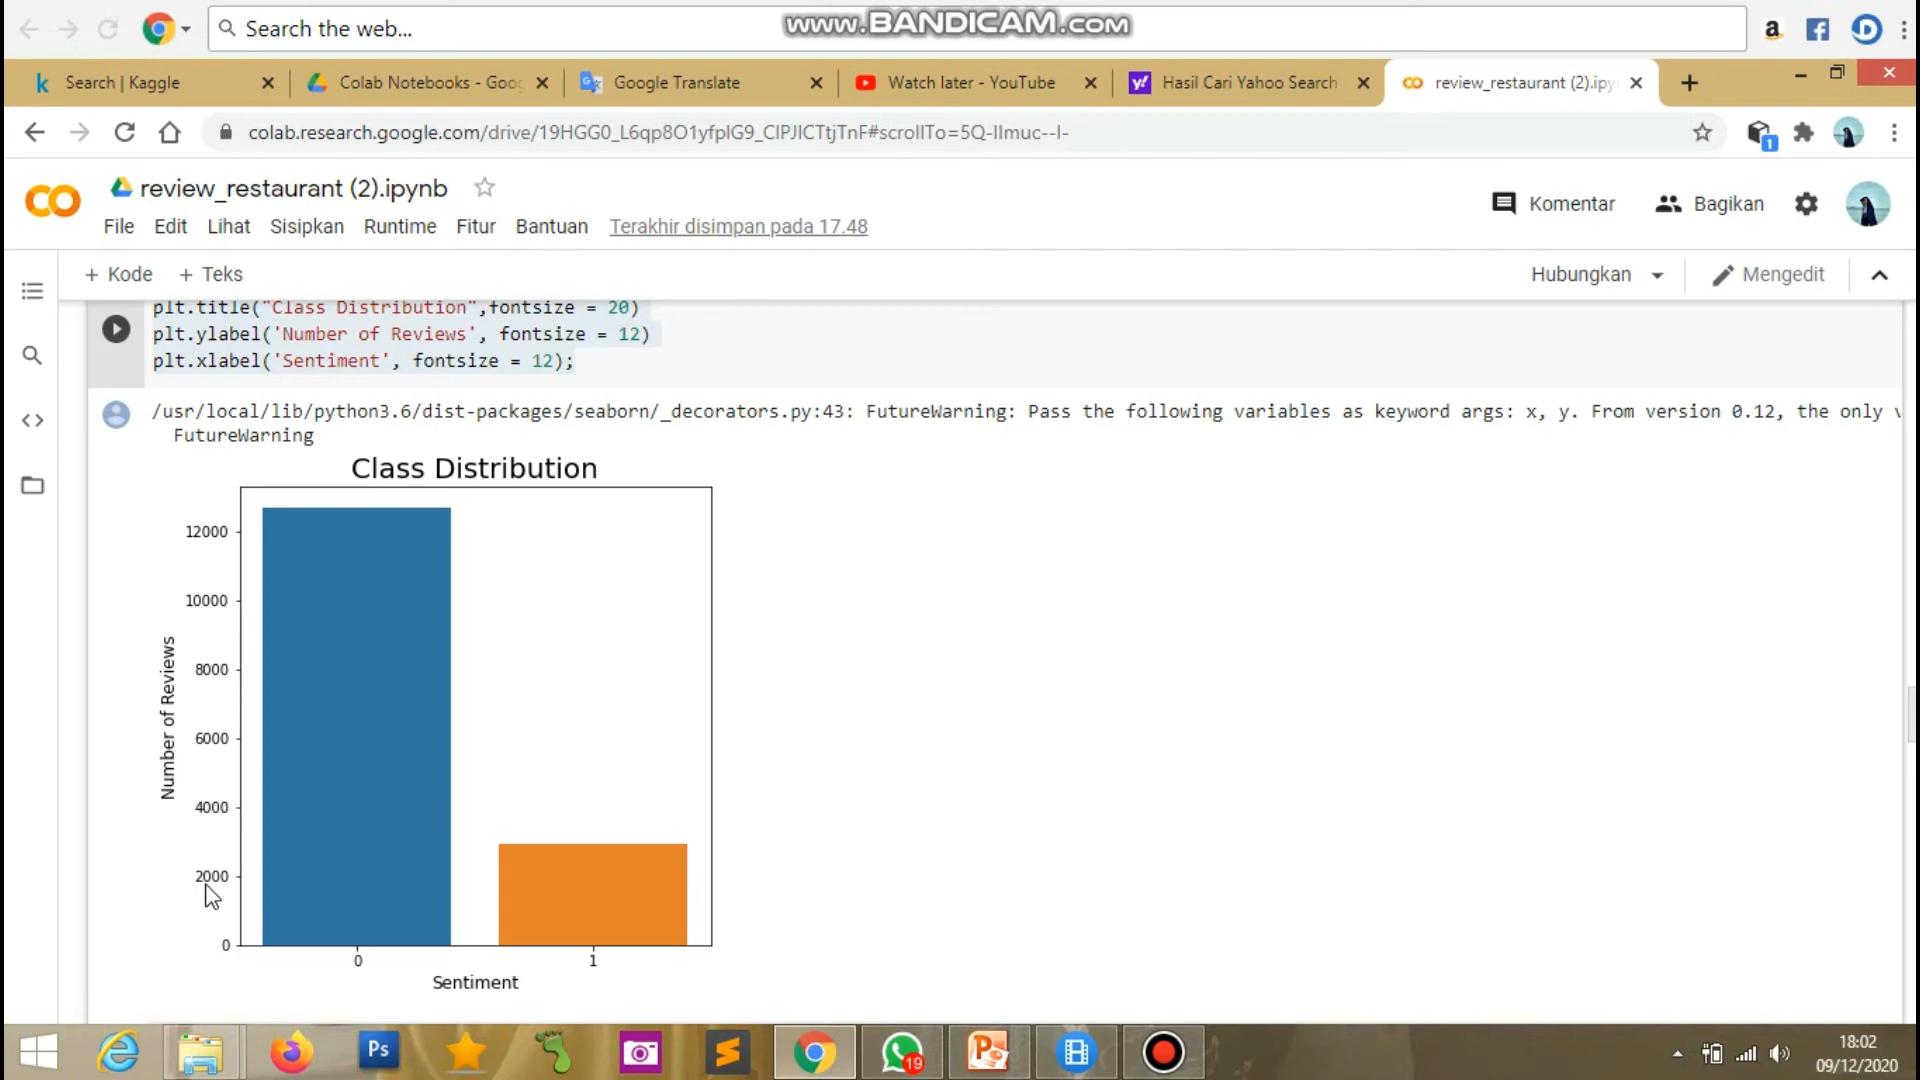 www.BANDICAM.com
Search the web...
a
Search | Kaggle
Colab Notebooks - Goog
Google Translate
Watch later - YouTube
Hasil Cari Yahoo Search
review_restaurant (2).ipy
colab.research.google.com/drive/19HGG0_L6qp8O1yfpIG9_CIPJICTtjTnF#scrollTo=5Q-IImuc--l-
1
review_restaurant (2).ipynb
File Edit Lihat Sisipkan Runtime Fitur Bantuan Terakhir disimpan pada 17.48
Komentar
Bagikan
+ Kode + Teks
Hubungkan
Mengedit
plt.title("Class Distribution",fontsize = 20)
plt.ylabel('Number of Reviews', fontsize = 12)
plt.xlabel('Sentiment', fontsize = 12);
/usr/local/lib/python3.6/dist-packages/seaborn/_decorators.py:43: FutureWarning: Pass the following variables as keyword args: x, y. From version 0.12, the only
FutureWarning
Class Distribution
12000
10000
8000
6000
4000
2000
0
Number of Reviews
0 1
Sentiment
Ps
19
18:02
09/12/2020